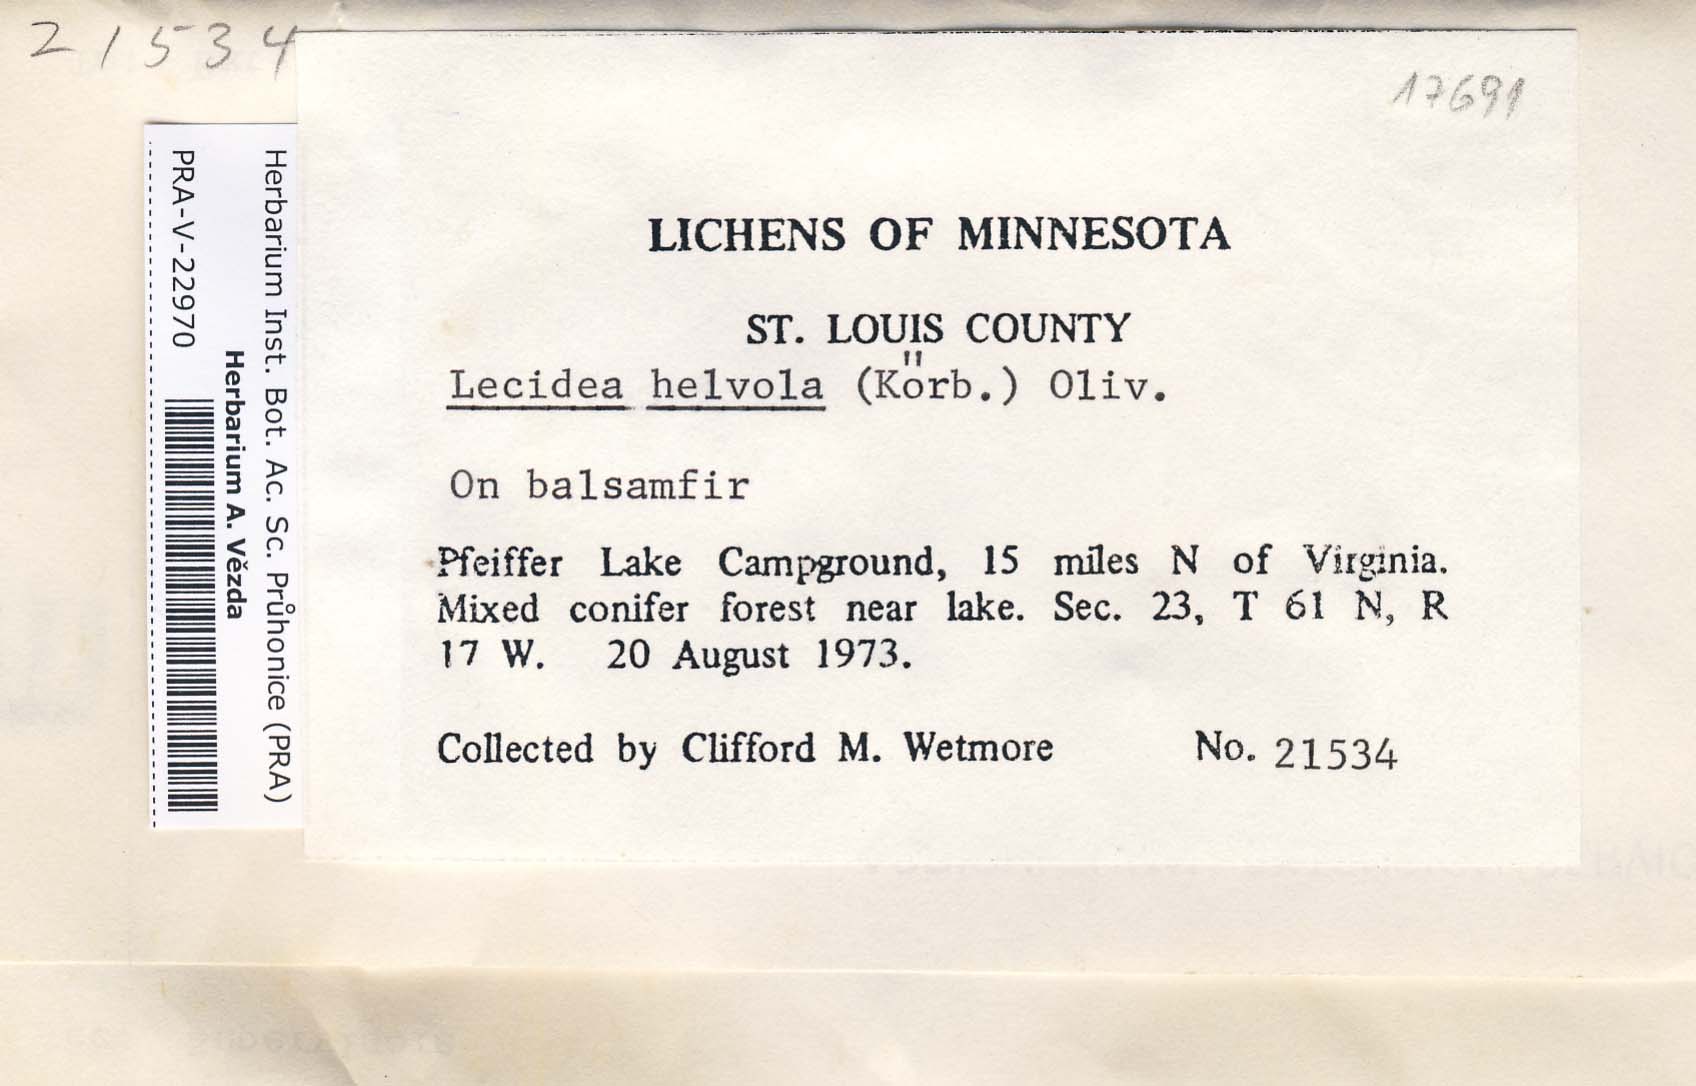 21534
17691
Herbarium Inst. Bot. Ac. Sc. Průhonice (PRA)
Herbarium A. Vězda
PRA-V-22970
LICHENS OF MINNESOTA
ST. LOUIS COUNTY
Lecidea helvola (Körb.) Oliv.
On balsamfir
Pfeiffer Lake Campground, 15 miles N of Virginia.
Mixed conifer forest near lake. Sec. 23, T 61 N, R
17 W. 20 August 1973.
Collected by Clifford M. Wetmore No. 21534